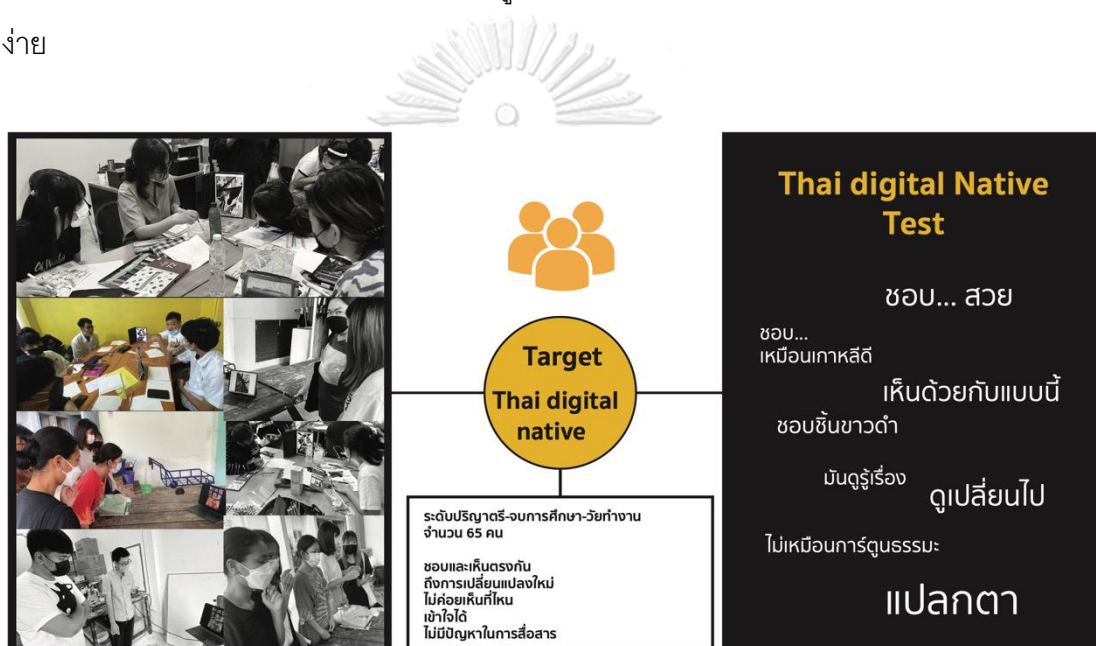 ง่าย
Target
Thai digital
native
ระดับปริญาตรี-จบการศึกษา-วัยทำงาน
จำนวน 65 คน
ชอบและเห็นตรงกัน
ถึงการเปลี่ยนแปลงใหม่
ไม่ค่อยเห็นที่ไหน
เข้าใจได้
ไม่มีปัญหาในการสื่อสาร
Thai digital Native
Test
ชอบ... สวย
ชอบ...
เหมือนเกาหลีดี
เห็นด้วยกับแบบนี้
ชอบชิ้นขาวดำ
มันดูรู้เรื่อง
ดูเปลี่ยนไป
ไม่เหมือนการ์ตูนธรรมะ
แปลกตา